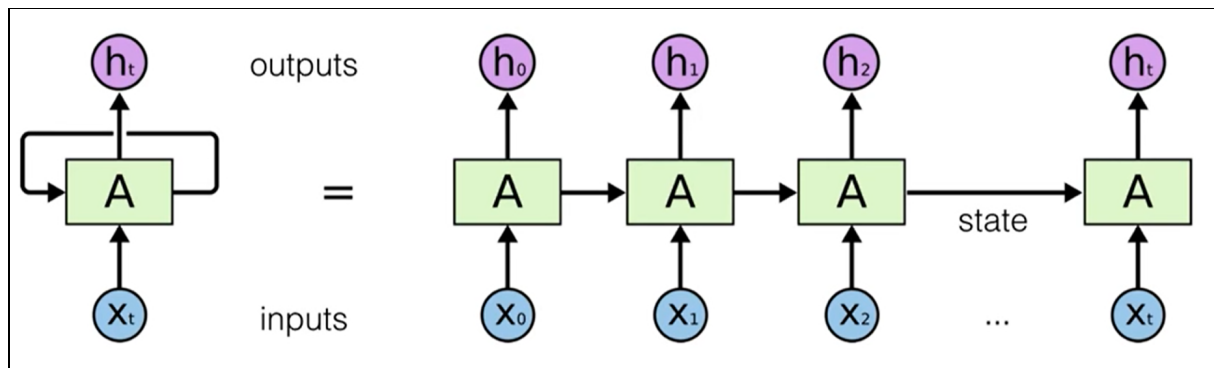 hₜ outputs h₀ h₁ h₂ hₜ
A = A A A A
state
xₜ inputs x₀ x₁ x₂ ... xₜ